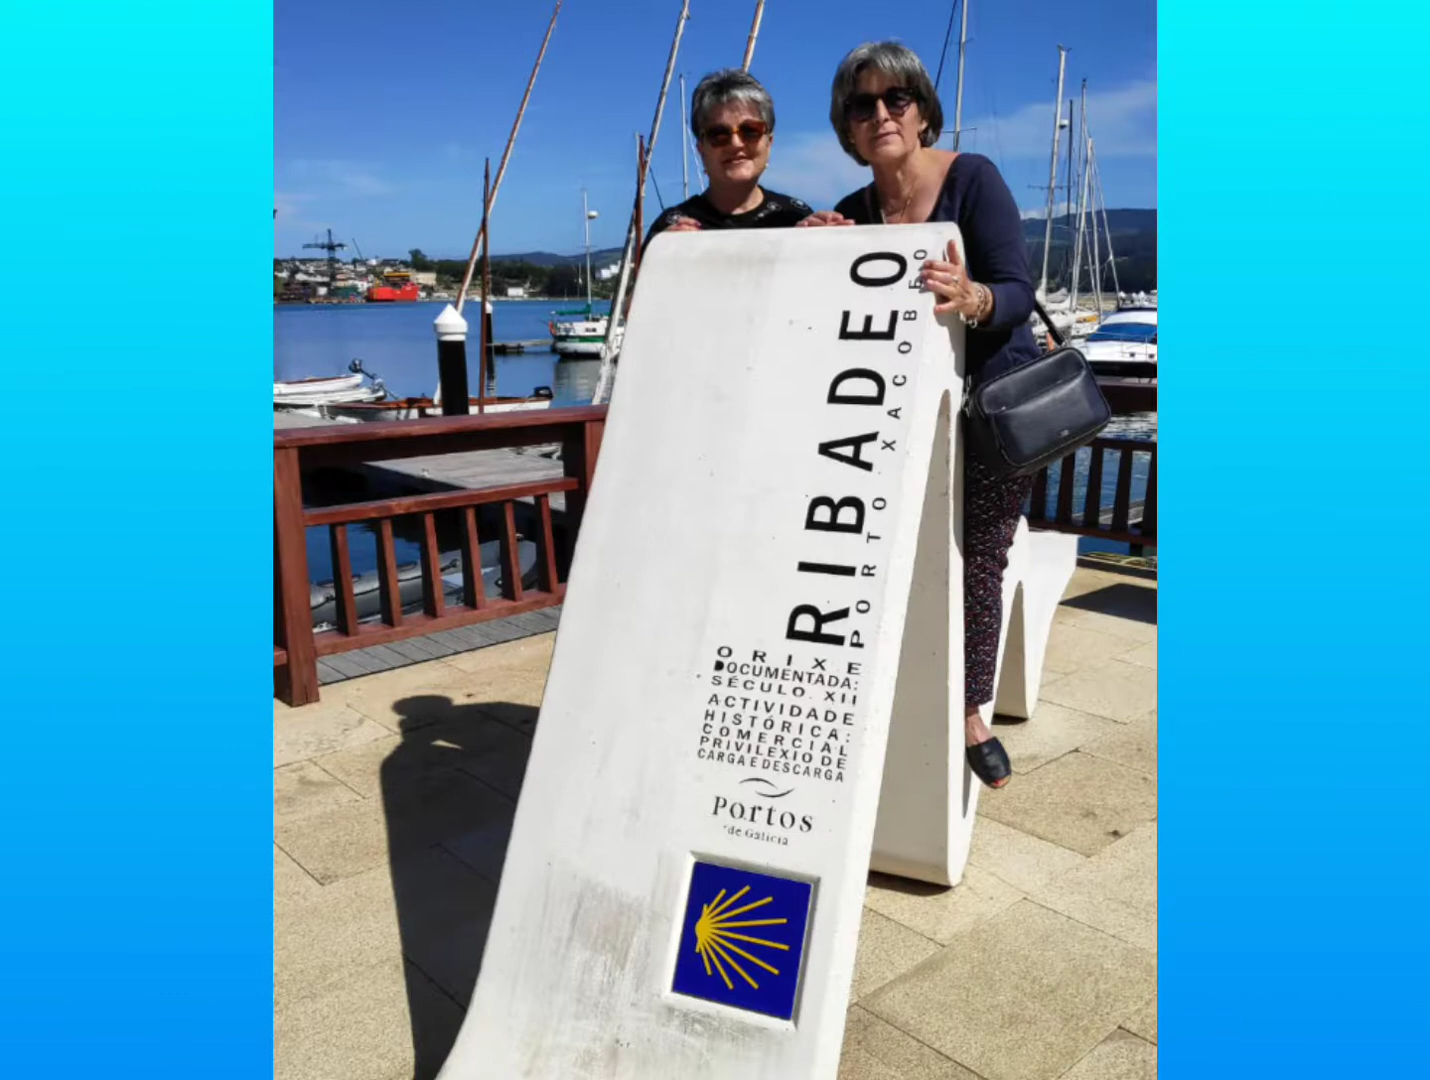 RIBADEO
PORTO XACOBEO
ORIXE
DOCUMENTADA:
SÉCULO XII
ACTIVIDADE
HISTÓRICA:
COMERCIAL
PRIVILEXIO DE
CARGA E DESCARGA
Portos
de Galicia